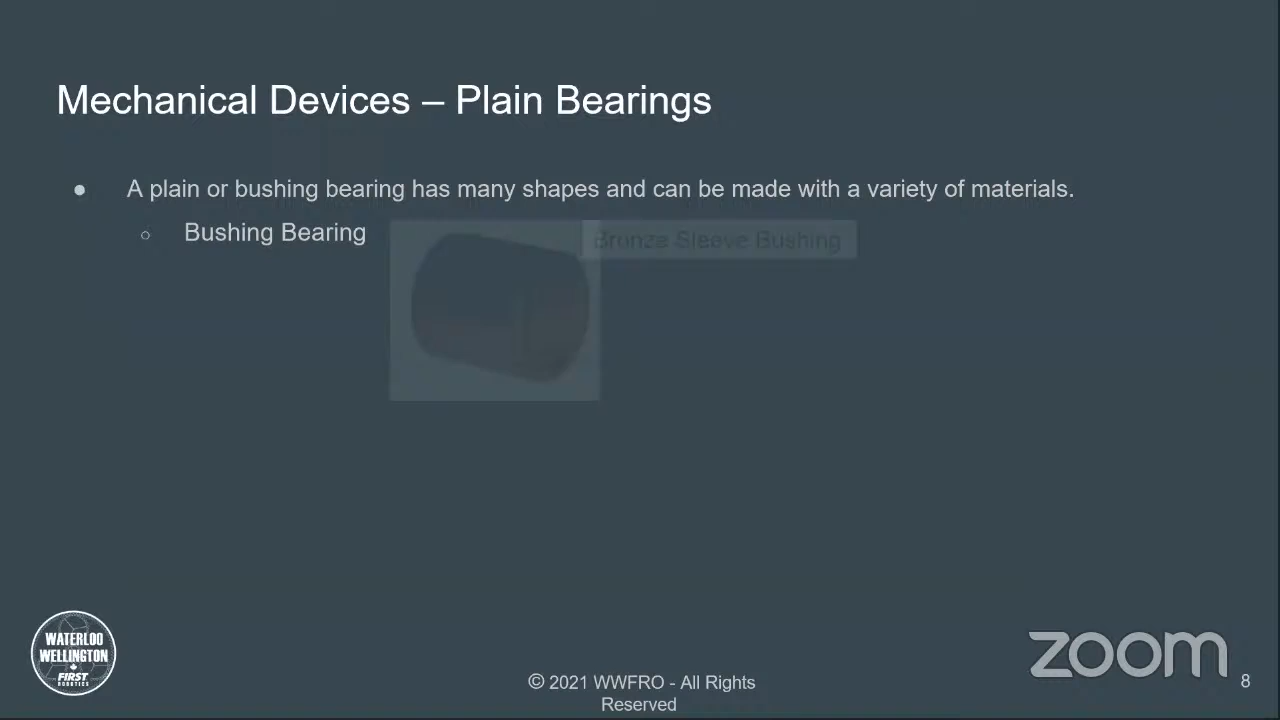 Mechanical Devices – Plain Bearings
● A plain or bushing bearing has many shapes and can be made with a variety of materials.
○ Bushing Bearing
Bronze Sleeve Bushing
WATERLOO
WELLINGTON
FIRST
ROBOTICS
© 2021 WWFRO - All Rights
Reserved
zoom
8